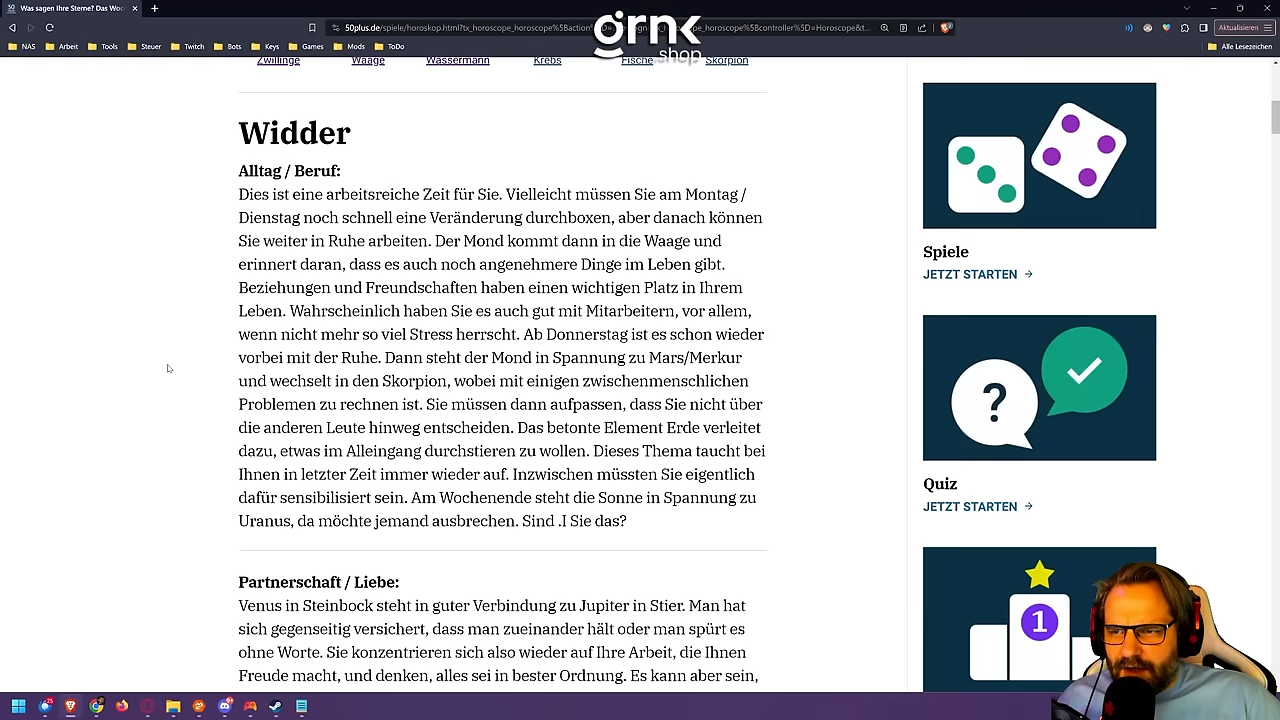 Was sagen Ihre Sterne? Das Wo
50plus.de/spiele/horoskop.html?tx_horoscope_horoscope%5Baction
horoscope%5Bcontroller%5D=Horoscope&t...
Aktualisieren
NAS
Arbeit
Tools
Steuer
Twitch
Bots
Keys
Games
Mods
ToDo
Alle Lesezeichen
grnk
shop
Zwillinge
Waage
Wassermann
Krebs
Fische
Skorpion
Widder
Alltag / Beruf:
Dies ist eine arbeitsreiche Zeit für Sie. Vielleicht müssen Sie am Montag /
Dienstag noch schnell eine Veränderung durchboxen, aber danach können
Sie weiter in Ruhe arbeiten. Der Mond kommt dann in die Waage und
erinnert daran, dass es auch noch angenehmere Dinge im Leben gibt.
Beziehungen und Freundschaften haben einen wichtigen Platz in Ihrem
Leben. Wahrscheinlich haben Sie es auch gut mit Mitarbeitern, vor allem,
wenn nicht mehr so viel Stress herrscht. Ab Donnerstag ist es schon wieder
vorbei mit der Ruhe. Dann steht der Mond in Spannung zu Mars/Merkur
und wechselt in den Skorpion, wobei mit einigen zwischenmenschlichen
Problemen zu rechnen ist. Sie müssen dann aufpassen, dass Sie nicht über
die anderen Leute hinweg entscheiden. Das betonte Element Erde verleitet
dazu, etwas im Alleingang durchstieren zu wollen. Dieses Thema taucht bei
Ihnen in letzter Zeit immer wieder auf. Inzwischen müssten Sie eigentlich
dafür sensibilisiert sein. Am Wochenende steht die Sonne in Spannung zu
Uranus, da möchte jemand ausbrechen. Sind .I Sie das?
Partnerschaft / Liebe:
Venus in Steinbock steht in guter Verbindung zu Jupiter in Stier. Man hat
sich gegenseitig versichert, dass man zueinander hält oder man spürt es
ohne Worte. Sie konzentrieren sich also wieder auf Ihre Arbeit, die Ihnen
Freude macht, und denken, alles sei in bester Ordnung. Es kann aber sein,
Spiele
JETZT STARTEN
?
Quiz
JETZT STARTEN
1